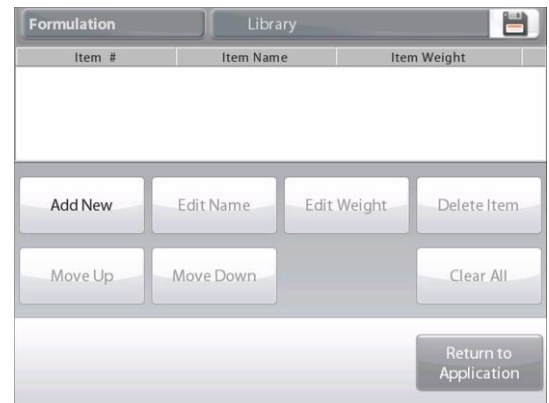 Formulation Library
Item # Item Name Item Weight
Add New Edit Name Edit Weight Delete Item
Move Up Move Down Clear All
Return to
Application